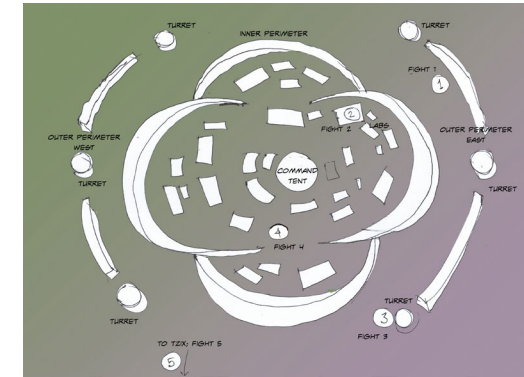 TURRET
TURRET
INNER PERIMETER
FIGHT 1
1
2
FIGHT 2
LABS
OUTER PERIMETER
WEST
OUTER PERIMETER
EAST
COMMAND
TENT
TURRET
TURRET
4
FIGHT 4
TURRET
TURRET
3
FIGHT 3
TO TZIX; FIGHT 5
5